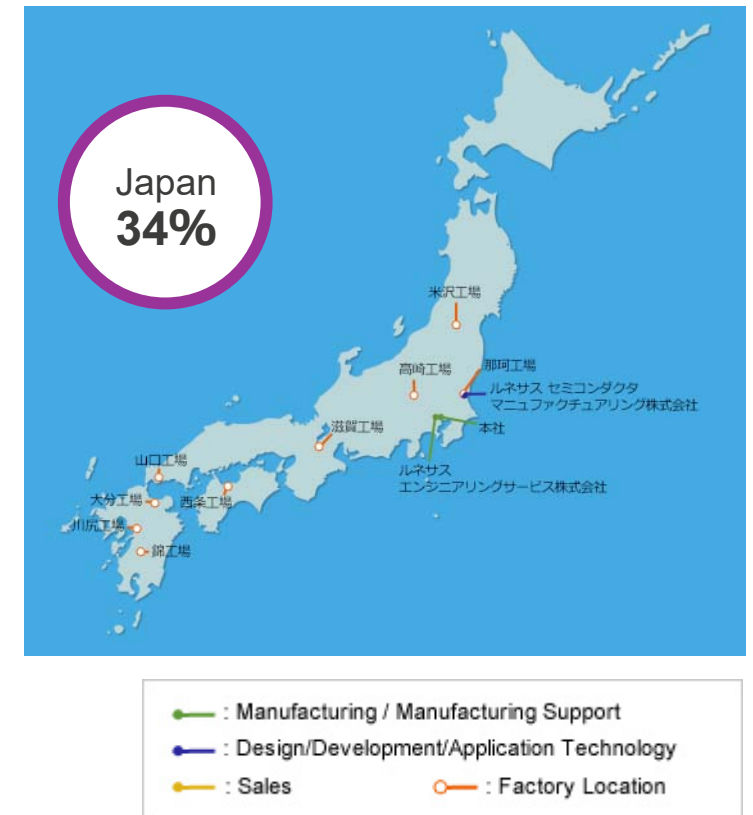 Japan
34%
米沢工場
高崎工場
那珂工場
ルネサス セミコンダクタ
マニュファクチュアリング株式会社
本社
滋賀工場
ルネサス
エンジニアリングサービス株式会社
山口工場
大分工場
西条工場
川尻工場
錦工場
: Manufacturing / Manufacturing Support
: Design/Development/Application Technology
: Sales
: Factory Location